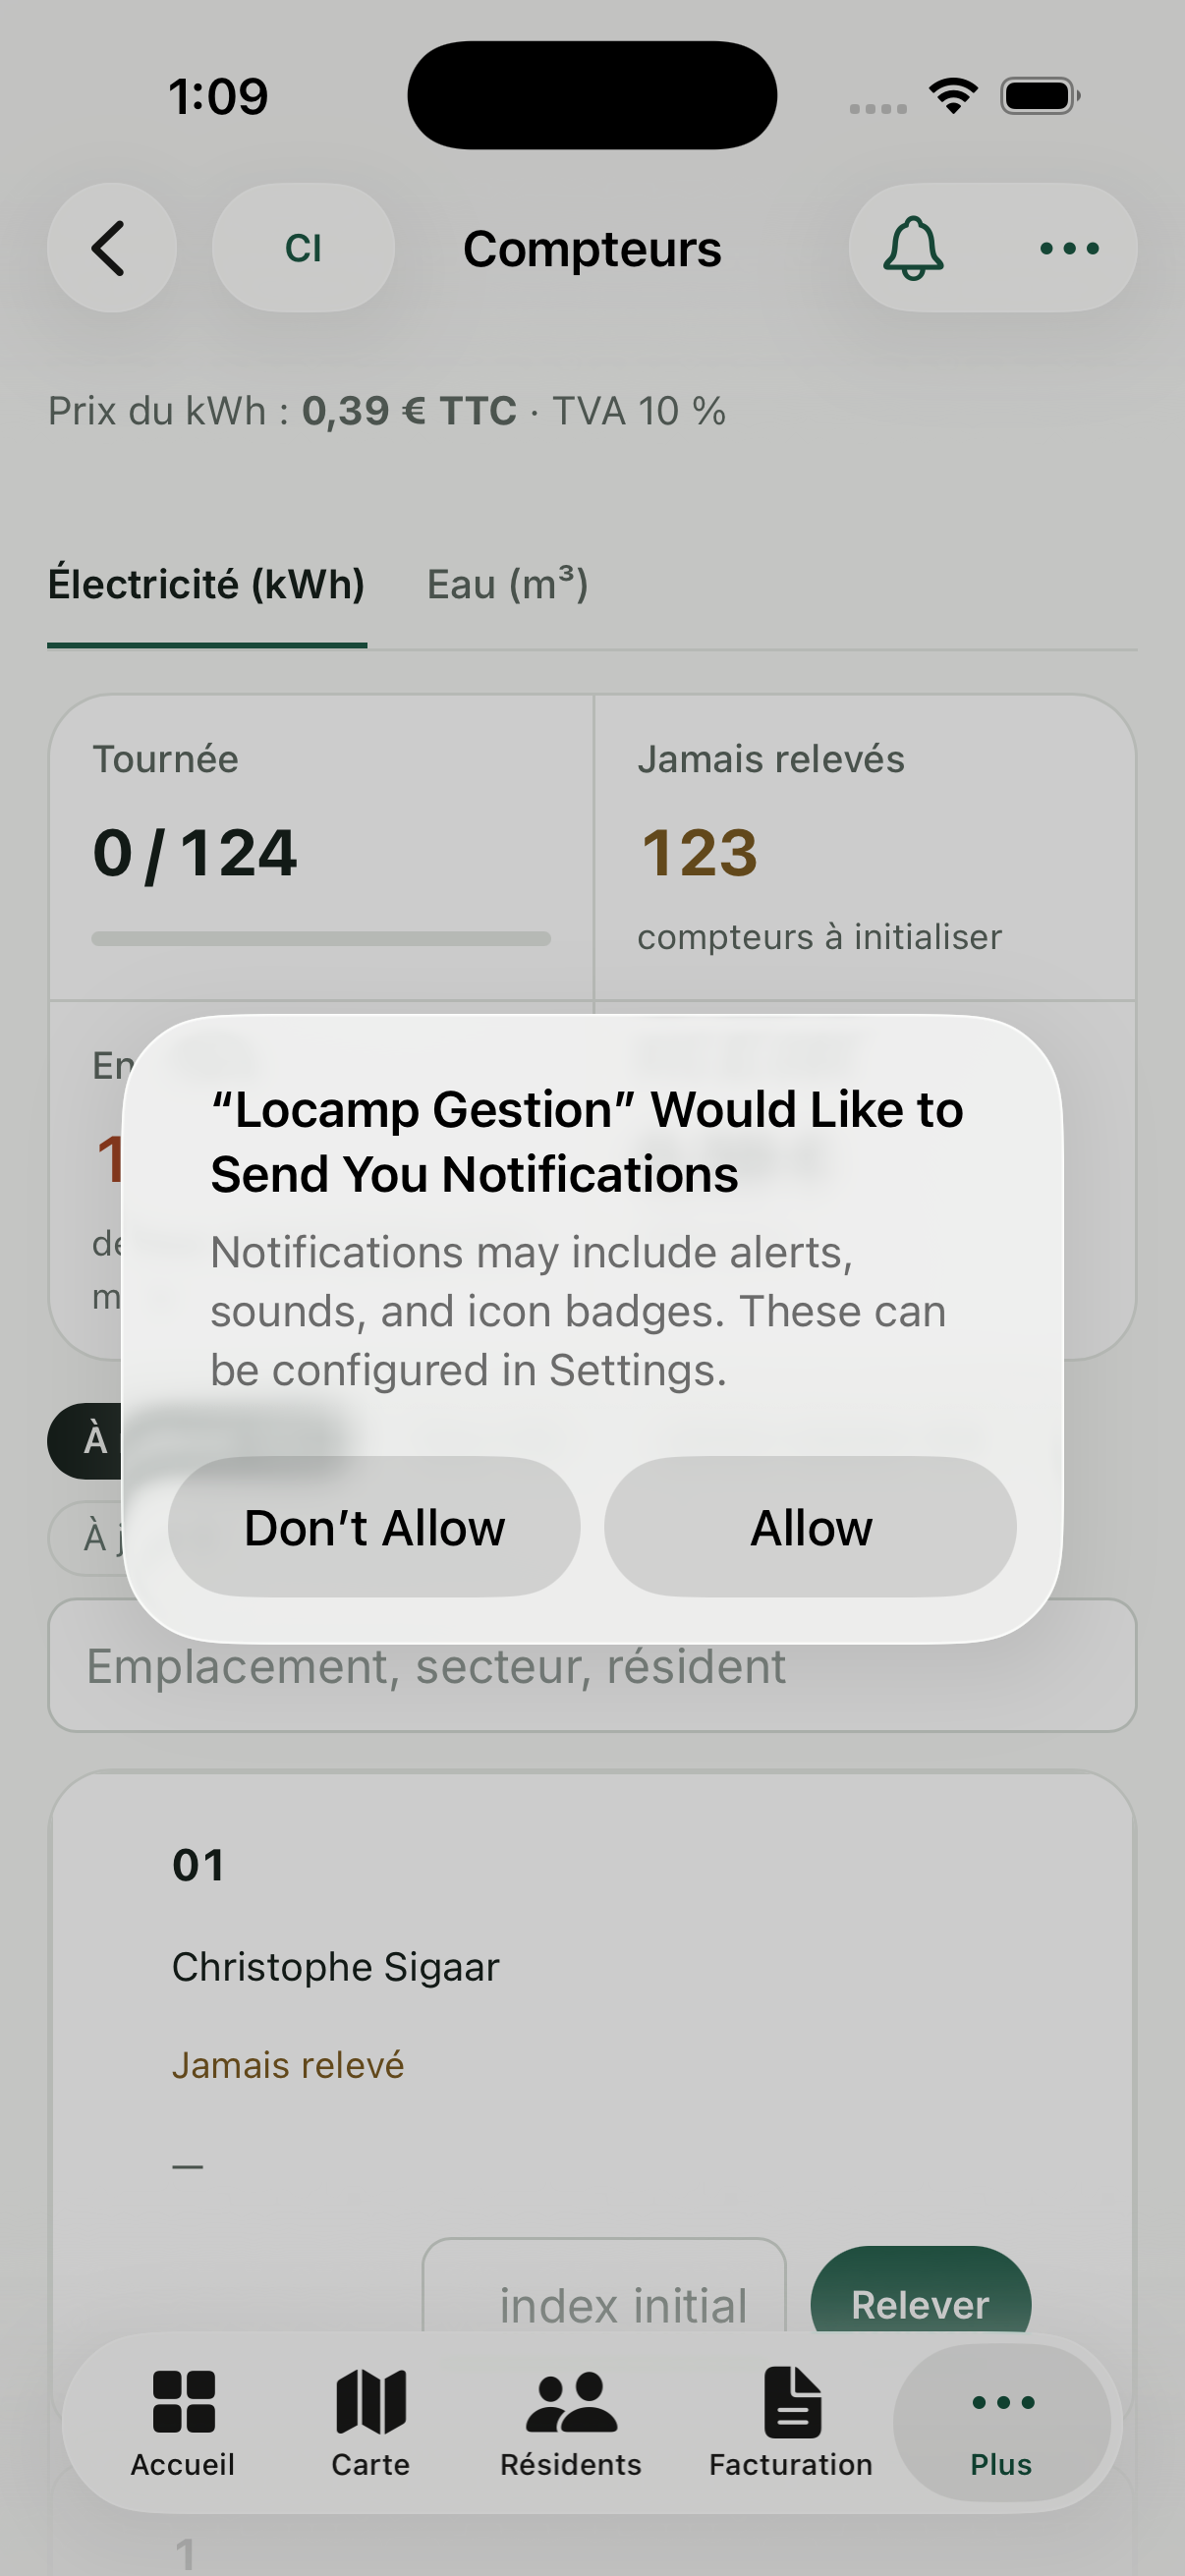 1:09
CI
Compteurs
Prix du kWh : 0,39 € TTC · TVA 10 %
Électricité (kWh)
Eau (m³)
Tournée
Jamais relevés
0 / 124
123
compteurs à initialiser
“Locamp Gestion” Would Like to
Send You Notifications
Notifications may include alerts,
sounds, and icon badges. These can
be configured in Settings.
Don’t Allow
Allow
Emplacement, secteur, résident
01
Christophe Sigaar
Jamais relevé
—
index initial
Relever
Accueil
Carte
Résidents
Facturation
Plus
1